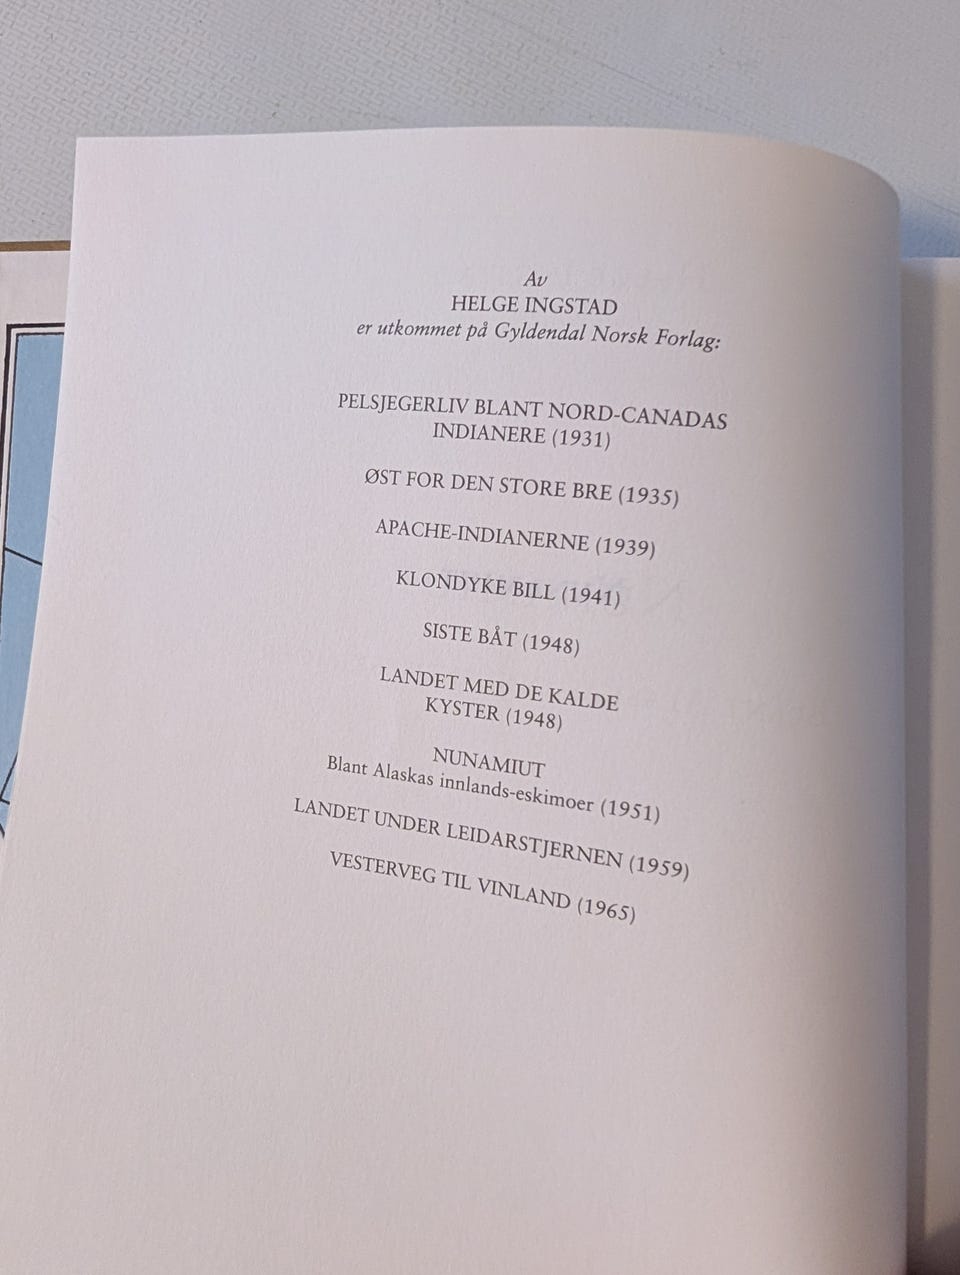 Av
HELGE INGSTAD
er utkommet på Gyldendal Norsk Forlag:
PELSJEGERLIV BLANT NORD-CANADAS
INDIANERE (1931)
ØST FOR DEN STORE BRE (1935)
APACHE-INDIANERNE (1939)
KLONDYKE BILL (1941)
SISTE BÅT (1948)
LANDET MED DE KALDE
KYSTER (1948)
NUNAMIUT
Blant Alaskas innlands-eskimoer (1951)
LANDET UNDER LEIDARSTJERNEN (1959)
VESTERVEG TIL VINLAND (1965)